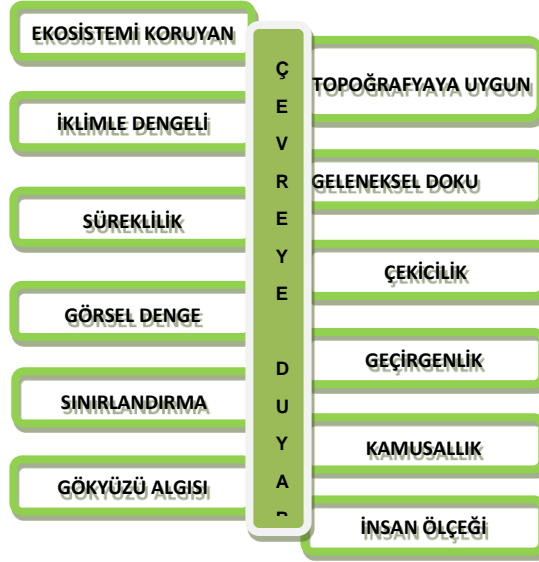 EKOSİSTEMİ KORUYAN
İKLİMLE DENGELİ
SÜREKLİLİK
GÖRSEL DENGE
SINIRLANDIRMA
GÖKYÜZÜ ALGISI
Ç
E
V
R
E
Y
E
D
U
Y
A
TOPOĞRAFYAYA UYGUN
GELENEKSEL DOKU
ÇEKİCİLİK
GEÇİRGENLİK
KAMUSALLIK
İNSAN ÖLÇEĞİ